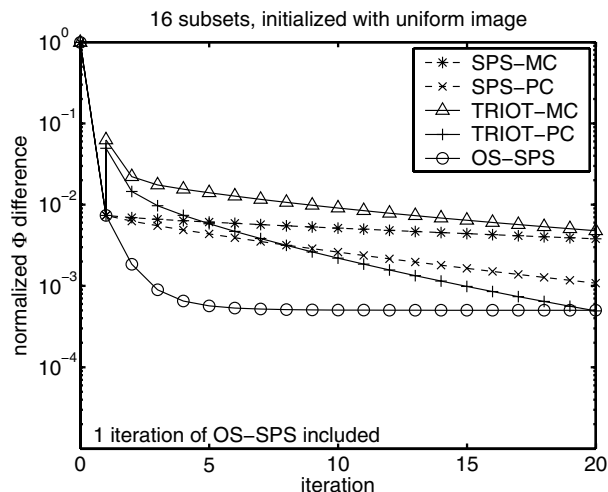 16 subsets, initialized with uniform image
normalized Φ difference
10^0
10^-1
10^-2
10^-3
10^-4
SPS-MC
SPS-PC
TRIOT-MC
TRIOT-PC
OS-SPS
1 iteration of OS-SPS included
0 5 10 15 20
iteration